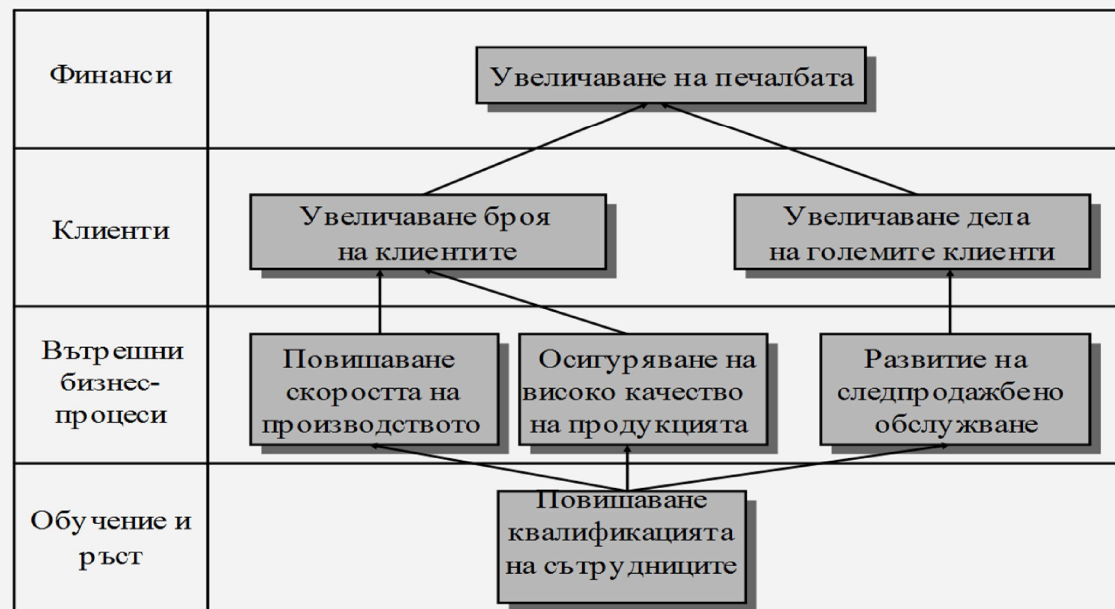 Финанси
Увеличаване на печалбата
Клиенти
Увеличаване броя
на клиентите
Увеличаване дела
на големите клиенти
Вътрешни
бизнес-
процеси
Повишаване
скоростта на
производството
Осигуряване на
високо качество
на продукцията
Развитие на
следпродажбено
обслужване
Обучение и
ръст
Повишаване
квалификацията
на сътрудниците